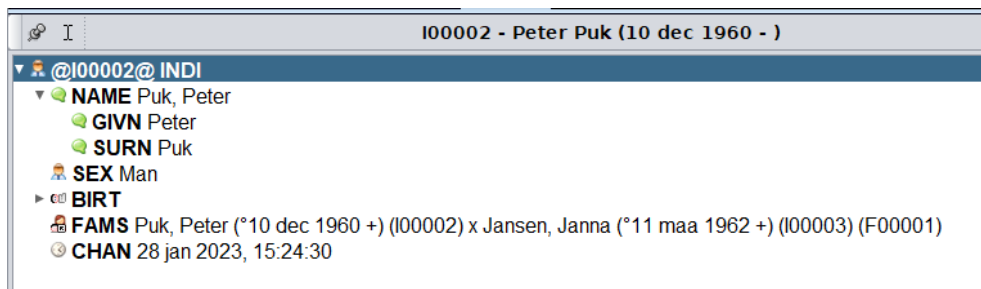 I00002 - Peter Puk (10 dec 1960 - )
@I00002@ INDI
NAME Puk, Peter
GIVN Peter
SURN Puk
SEX Man
BIRT
FAMS Puk, Peter (°10 dec 1960 +) (I00002) x Jansen, Janna (°11 maa 1962 +) (I00003) (F00001)
CHAN 28 jan 2023, 15:24:30